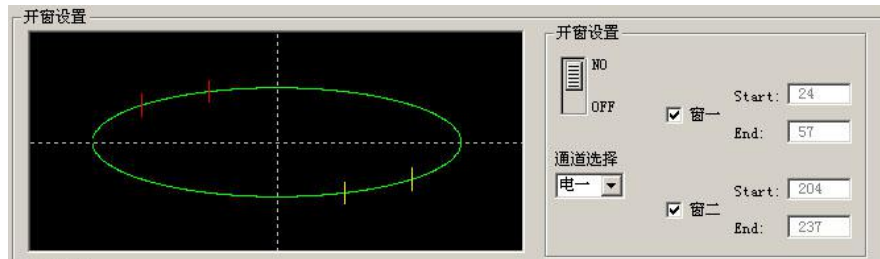 开窗设置
开窗设置
NO
OFF
通道选择
电一
窗一
Start: 24
End: 57
窗二
Start: 204
End: 237